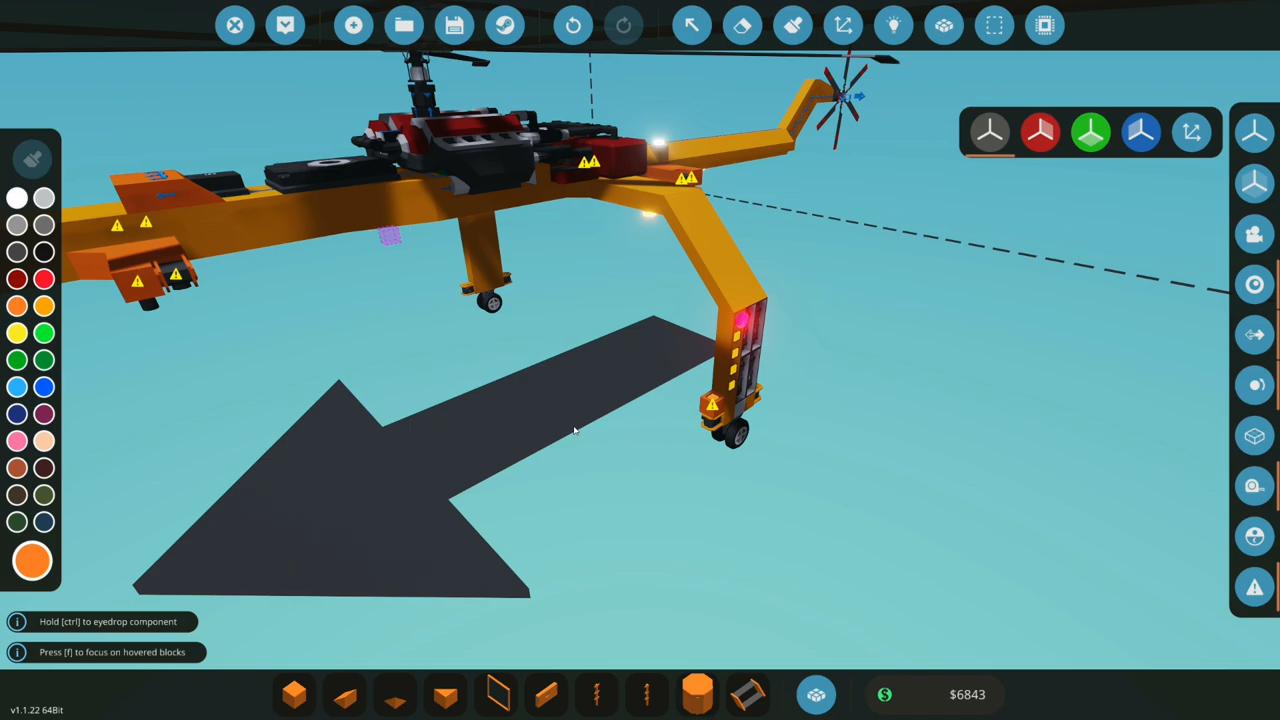 Hold [ctrl] to eyedrop component
Press [f] to focus on hovered blocks
$ $6843
v1.1.22 64Bit